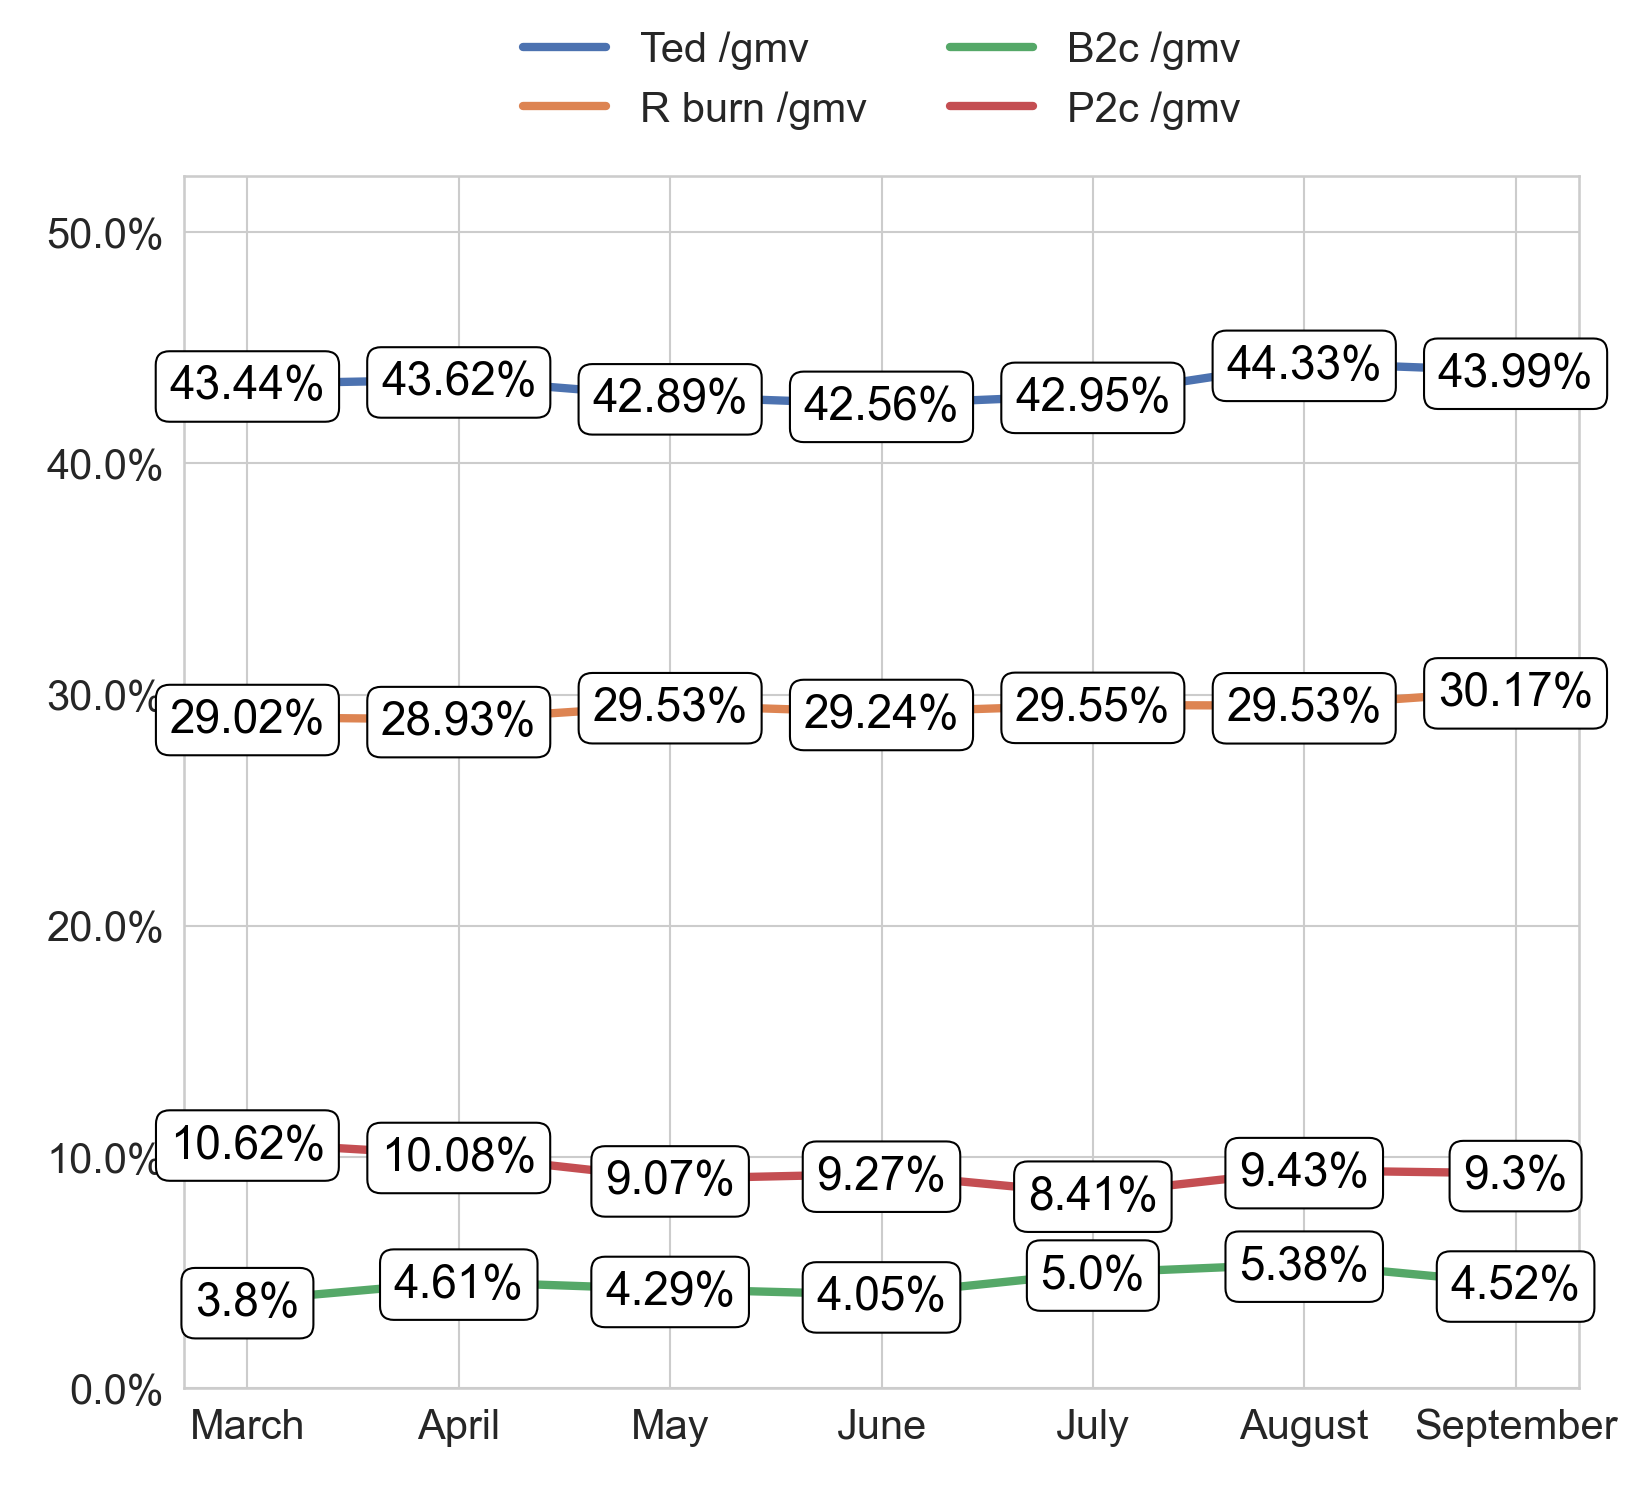 Ted /gmv
R burn /gmv
B2c /gmv
P2c /gmv
50.0%
40.0%
30.0%
20.0%
10.0%
0.0%
43.44% 43.62% 42.89% 42.56% 42.95% 44.33% 43.99%
29.02% 28.93% 29.53% 29.24% 29.55% 29.53% 30.17%
10.62% 10.08% 9.07% 9.27% 8.41% 9.43% 9.3%
3.8% 4.61% 4.29% 4.05% 5.0% 5.38% 4.52%
March April May June July August September